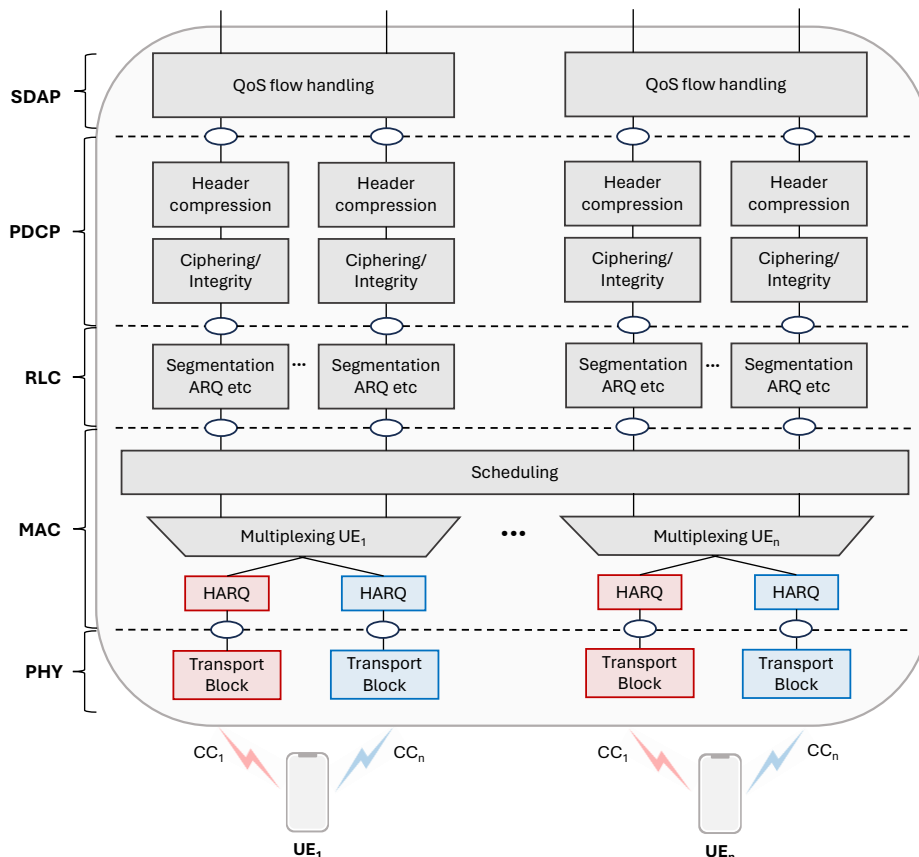 SDAP
QoS flow handling
QoS flow handling
PDCP
Header
compression
Header
compression
Header
compression
Header
compression
Ciphering/
Integrity
Ciphering/
Integrity
Ciphering/
Integrity
Ciphering/
Integrity
RLC
Segmentation
ARQ etc
...
Segmentation
ARQ etc
Segmentation
ARQ etc
...
Segmentation
ARQ etc
MAC
Scheduling
Multiplexing UE1
...
Multiplexing UEn
HARQ
HARQ
HARQ
HARQ
PHY
Transport
Block
Transport
Block
Transport
Block
Transport
Block
CC1
CCn
CC1
CCn
UE1
UEn